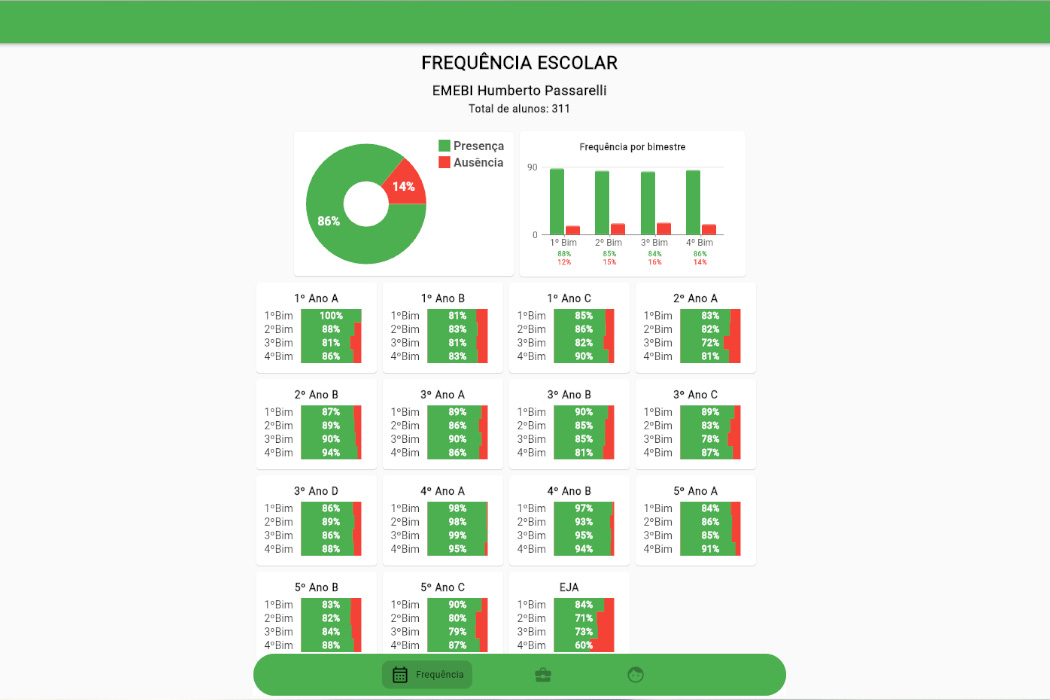 FREQUÊNCIA ESCOLAR
EMEBI Humberto Passarelli
Total de alunos: 311
Presença
Ausência
14%
86%
Frequência por bimestre
90
0
1º Bim 2º Bim 3º Bim 4º Bim
88% 85% 84% 86%
12% 15% 16% 14%
1º Ano A
1ºBim 100%
2ºBim 88%
3ºBim 81%
4ºBim 86%
1º Ano B
1ºBim 81%
2ºBim 83%
3ºBim 81%
4ºBim 83%
1º Ano C
1ºBim 85%
2ºBim 86%
3ºBim 82%
4ºBim 90%
2º Ano A
1ºBim 83%
2ºBim 82%
3ºBim 72%
4ºBim 81%
2º Ano B
1ºBim 87%
2ºBim 89%
3ºBim 90%
4ºBim 94%
3º Ano A
1ºBim 89%
2ºBim 86%
3ºBim 90%
4ºBim 86%
3º Ano B
1ºBim 90%
2ºBim 85%
3ºBim 85%
4ºBim 81%
3º Ano C
1ºBim 89%
2ºBim 83%
3ºBim 78%
4ºBim 87%
3º Ano D
1ºBim 86%
2ºBim 89%
3ºBim 86%
4ºBim 88%
4º Ano A
1ºBim 98%
2ºBim 98%
3ºBim 99%
4ºBim 95%
4º Ano B
1ºBim 97%
2ºBim 93%
3ºBim 95%
4ºBim 94%
5º Ano A
1ºBim 84%
2ºBim 86%
3ºBim 85%
4ºBim 91%
5º Ano B
1ºBim 83%
2ºBim 82%
3ºBim 84%
4ºBim 88%
5º Ano C
1ºBim 90%
2ºBim 80%
3ºBim 79%
4ºBim 87%
EJA
1ºBim 84%
2ºBim 71%
3ºBim 73%
4ºBim 60%
Frequência